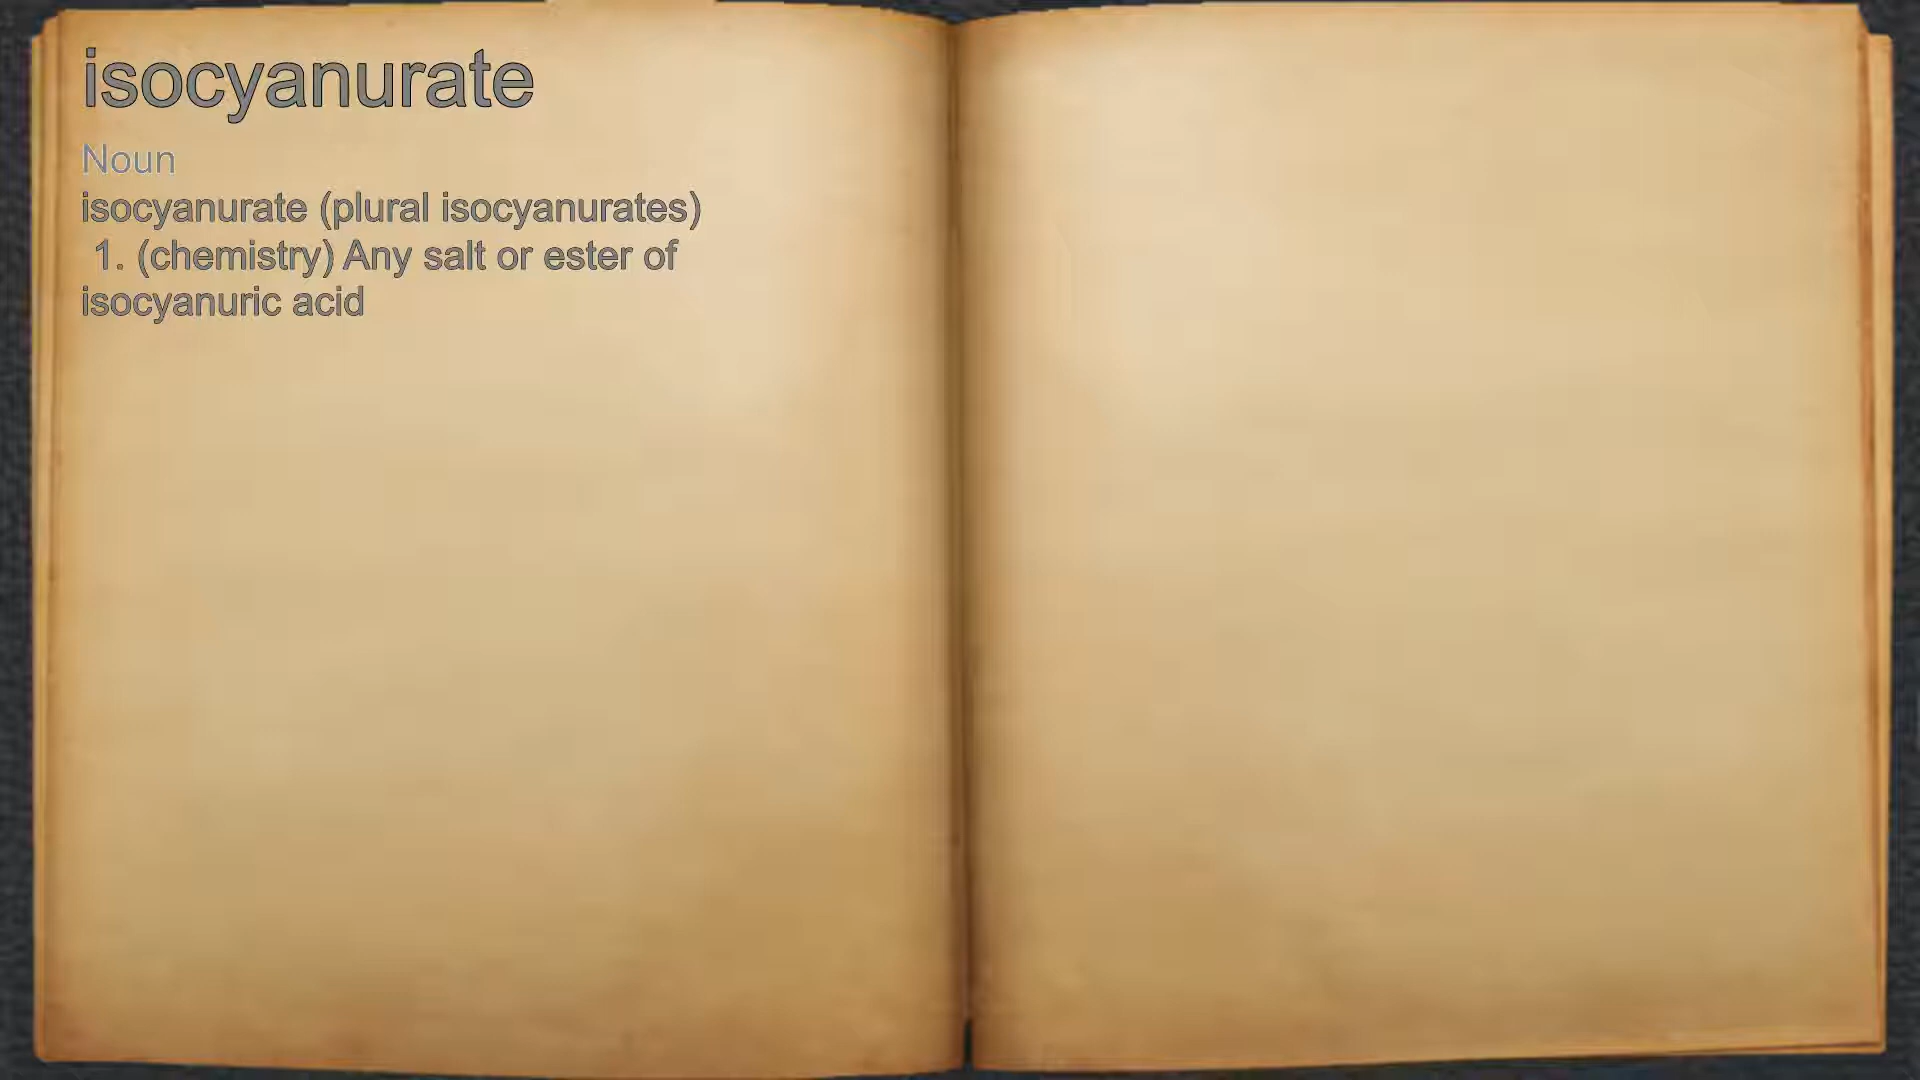 isocyanurate
Noun
isocyanurate (plural isocyanurates)
1. (chemistry) Any salt or ester of
isocyanuric acid